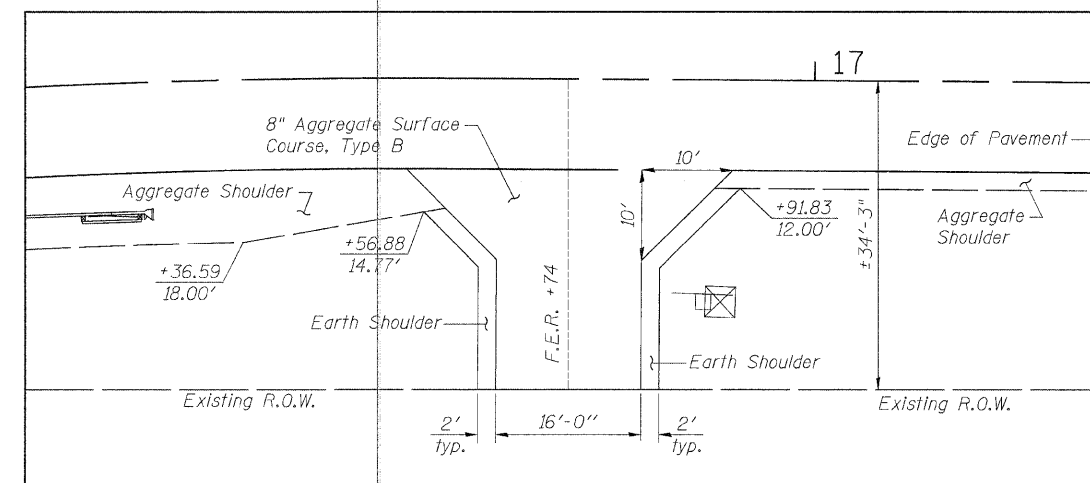 17
8" Aggregate Surface
Course, Type B
Edge of Pavement
10'
Aggregate Shoulder
10'
+91.83
12.00'
Aggregate
Shoulder
±34'-3"
+56.88
14.77'
+36.59
18.00'
F.E.R. +74
Earth Shoulder
Earth Shoulder
Existing R.O.W.
Existing R.O.W.
2'
typ.
16'-0"
2'
typ.